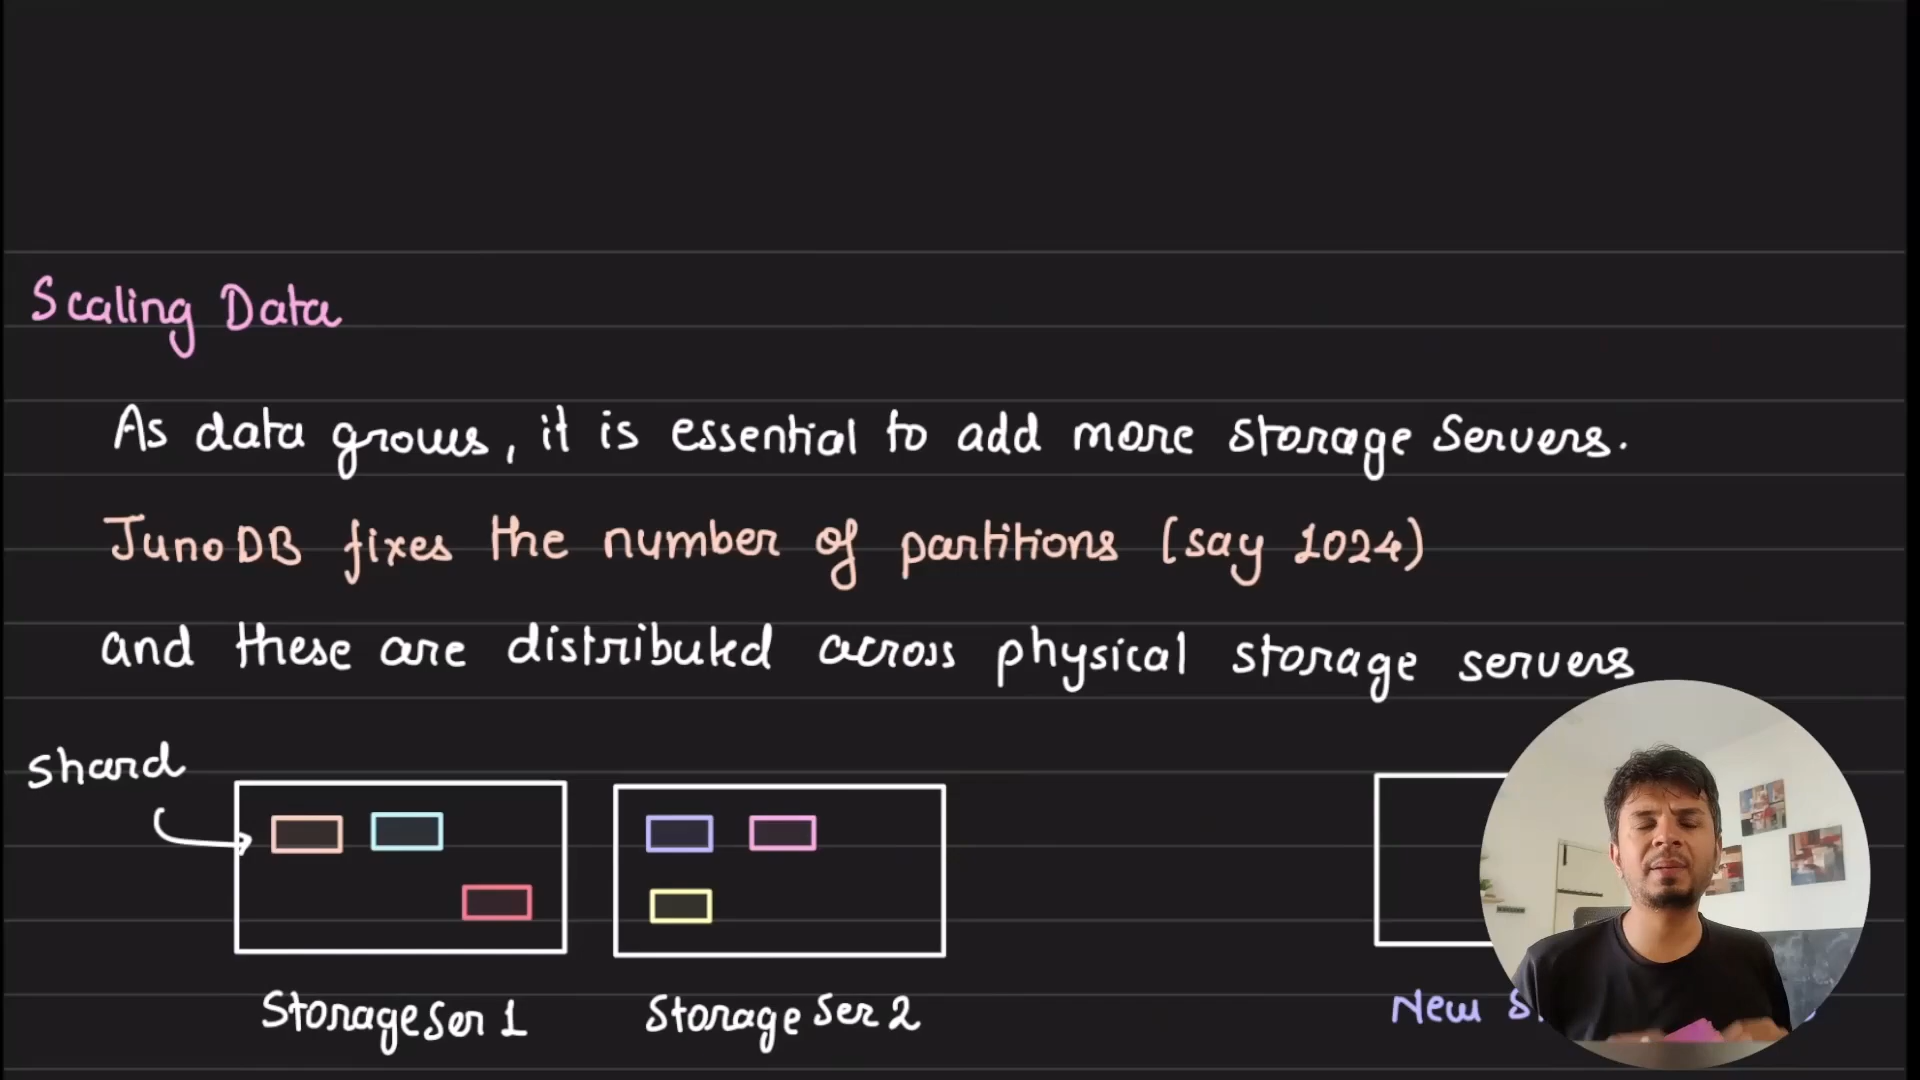 Scaling Data
As data grows, it is essential to add more storage Servers.
JunoDB fixes the number of partitions (say 1024)
and these are distributed across physical storage servers
shard
Storage Ser 1
Storage Ser 2
New